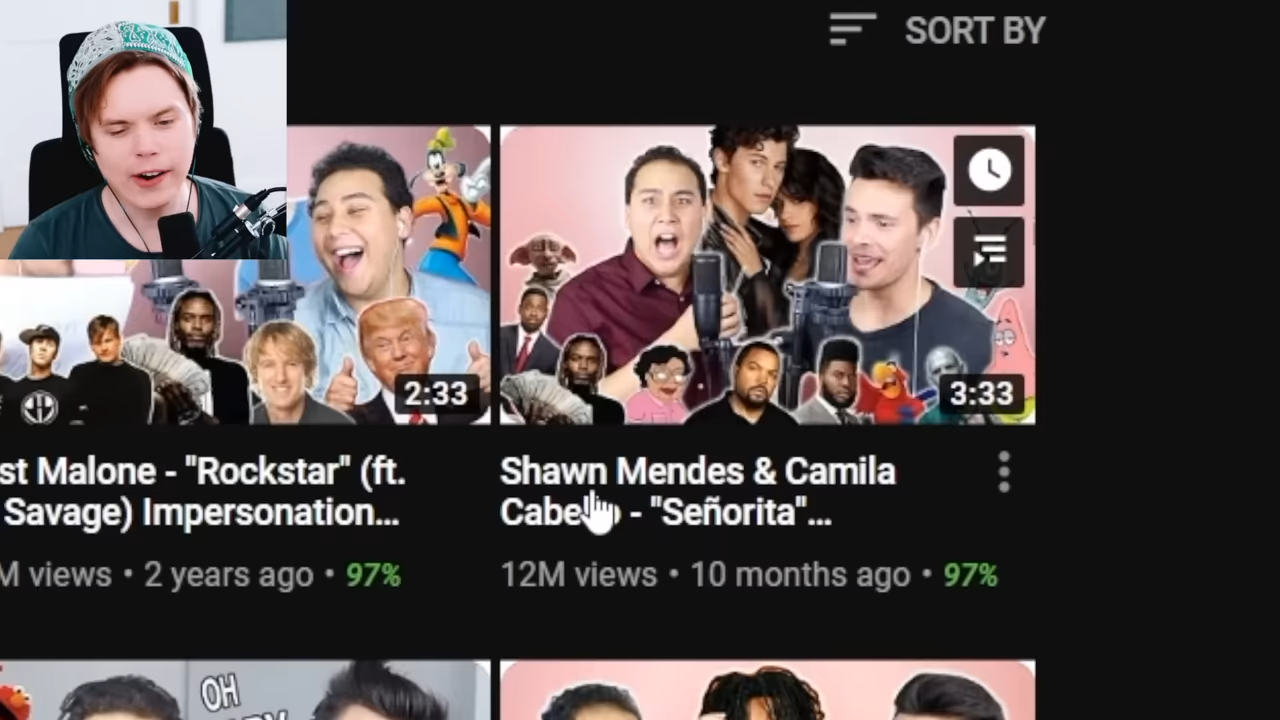 SORT BY
2:33
3:33
st Malone - "Rockstar" (ft.
Savage) Impersonation...
M views • 2 years ago • 97%
Shawn Mendes & Camila
Cabe - "Señorita"...
12M views • 10 months ago • 97%
OH